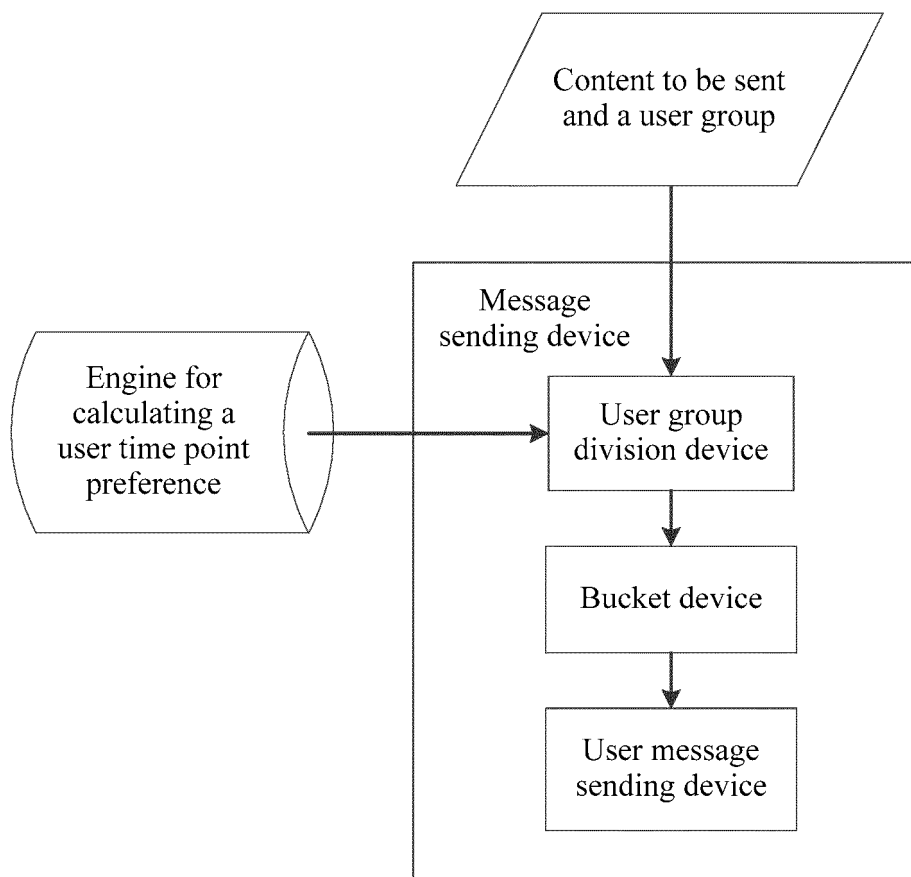 Content to be sent
and a user group
Message
sending device
Engine for
calculating a
user time point
preference
User group
division device
Bucket device
User message
sending device